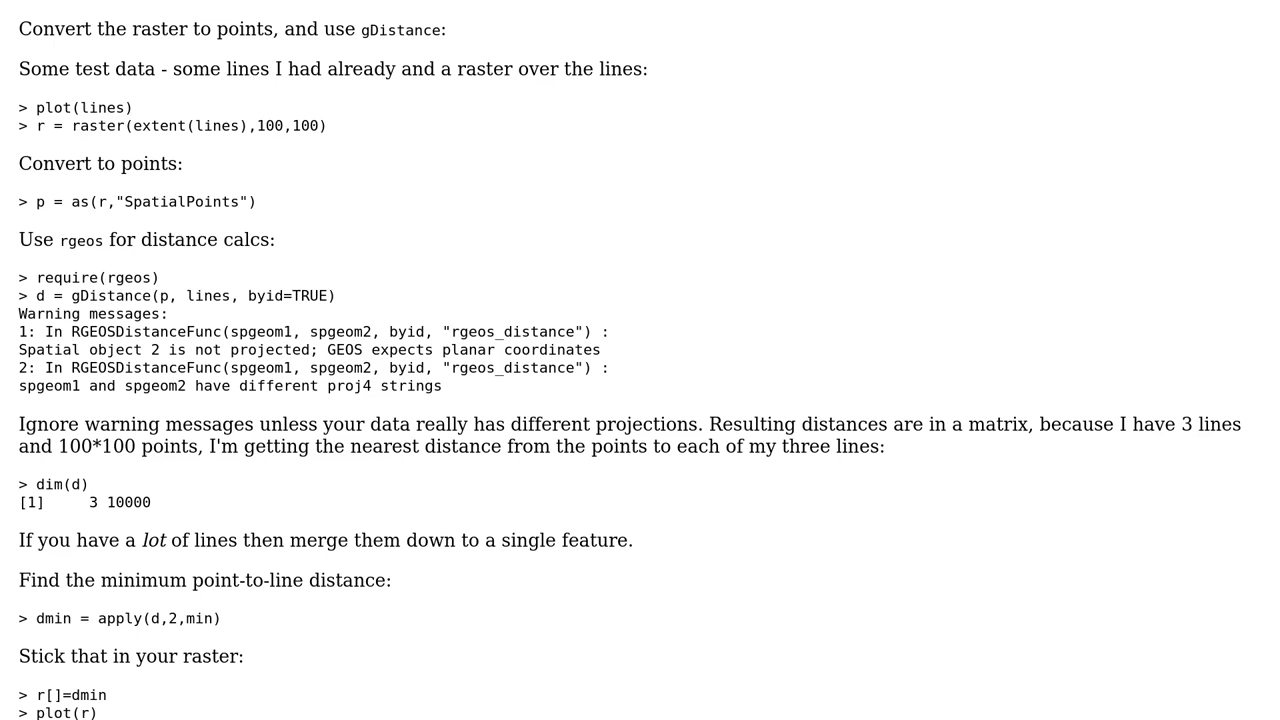 Convert the raster to points, and use gDistance:
Some test data - some lines I had already and a raster over the lines:
> plot(lines)
> r = raster(extent(lines),100,100)
Convert to points:
> p = as(r,"SpatialPoints")
Use rgeos for distance calcs:
> require(rgeos)
> d = gDistance(p, lines, byid=TRUE)
Warning messages:
1: In RGEOSDistanceFunc(spgeom1, spgeom2, byid, "rgeos_distance") :
Spatial object 2 is not projected; GEOS expects planar coordinates
2: In RGEOSDistanceFunc(spgeom1, spgeom2, byid, "rgeos_distance") :
spgeom1 and spgeom2 have different proj4 strings
Ignore warning messages unless your data really has different projections. Resulting distances are in a matrix, because I have 3 lines
and 100*100 points, I'm getting the nearest distance from the points to each of my three lines:
> dim(d)
[1]     3 10000
If you have a lot of lines then merge them down to a single feature.
Find the minimum point-to-line distance:
> dmin = apply(d,2,min)
Stick that in your raster:
> r[]=dmin
> plot(r)